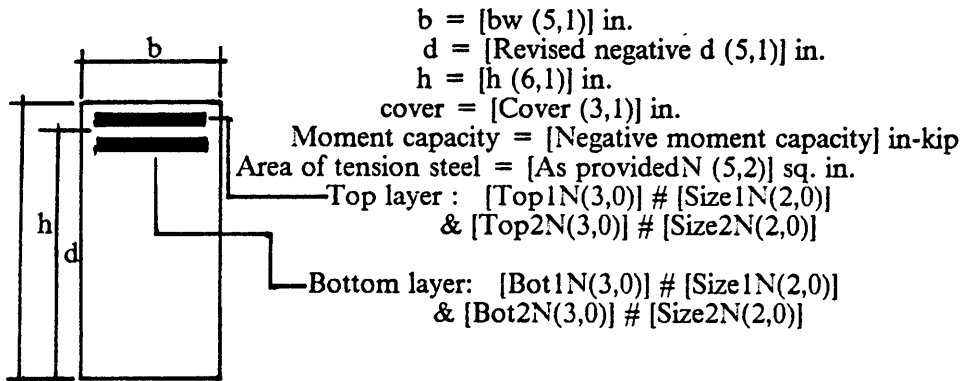 b = [bw (5,1)] in.
b
d = [Revised negative d (5,1)] in.
h = [h (6,1)] in.
cover = [Cover (3,1)] in.
Moment capacity = [Negative moment capacity] in-kip
Area of tension steel = [As providedN (5,2)] sq. in.
Top layer : [Top1N(3,0)] # [Size1N(2,0)]
& [Top2N(3,0)] # [Size2N(2,0)]
h
d
Bottom layer: [Bot1N(3,0)] # [Size1N(2,0)]
& [Bot2N(3,0)] # [Size2N(2,0)]